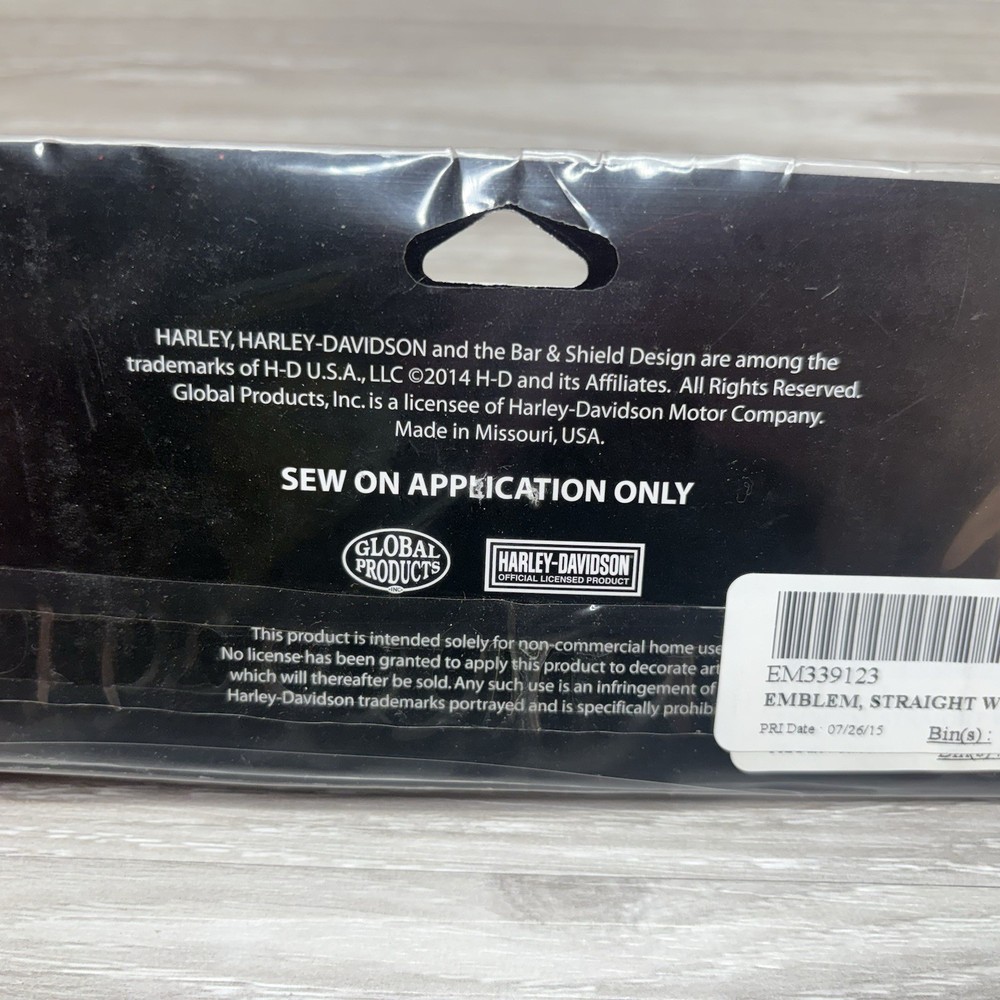 HARLEY, HARLEY-DAVIDSON and the Bar & Shield Design are among the
trademarks of H-D U.S.A., LLC ©2014 H-D and its Affiliates. All Rights Reserved.
Global Products, Inc. is a licensee of Harley-Davidson Motor Company.
Made in Missouri, USA.
SEW ON APPLICATION ONLY
GLOBAL
PRODUCTS
INC
HARLEY-DAVIDSON
OFFICIAL LICENSED PRODUCT
This product is intended solely for non-commercial home use
No license has been granted to apply this product to decorate art
which will thereafter be sold. Any such use is an infringement of
Harley-Davidson trademarks portrayed and is specifically prohib
EM339123
EMBLEM, STRAIGHT W
PRI Date : 07/26/15 Bin(s) :